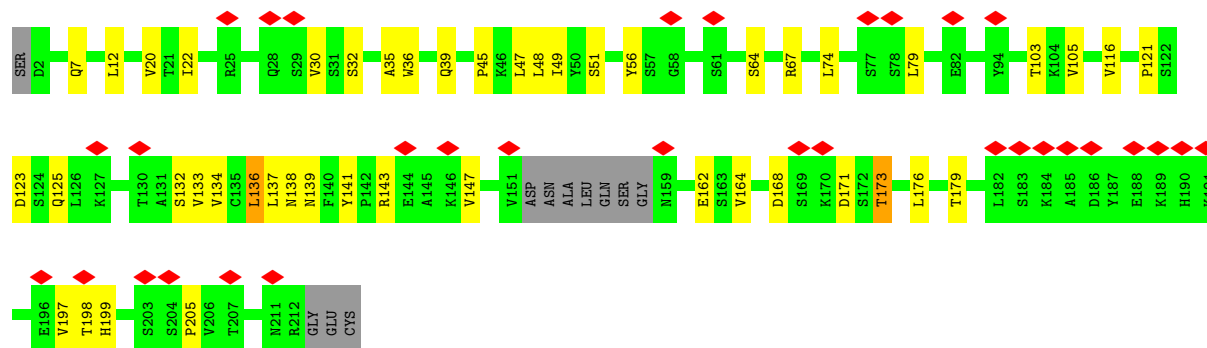 SER D2 Q7 L12 V20 T21 I22 R25 Q28 S29 V30 S31 S32 A35 W36 Q39 P45 K46 L47 L48 I49 Y50 S51 Y56 S57 G58 S61 S64 R67 L74 S77 S78 L79 E82 Y94 T103 K104 V105 V116 P121 S122
D123 S124 Q125 L126 K127 T130 A131 S132 V133 V134 C135 L136 L137 N138 N139 F140 Y141 P142 R143 E144 A145 K146 V147 V151 ASP ASN ALA LEU GLN SER GLY N159 E162 S163 V164 D168 S169 K170 D171 S172 T173 L176 T179 L182 S183 K184 A185 D186 Y187 E188 K189 H190
E196 V197 T198 H199 S203 S204 P205 V206 T207 N211 R212 GLY GLU CYS